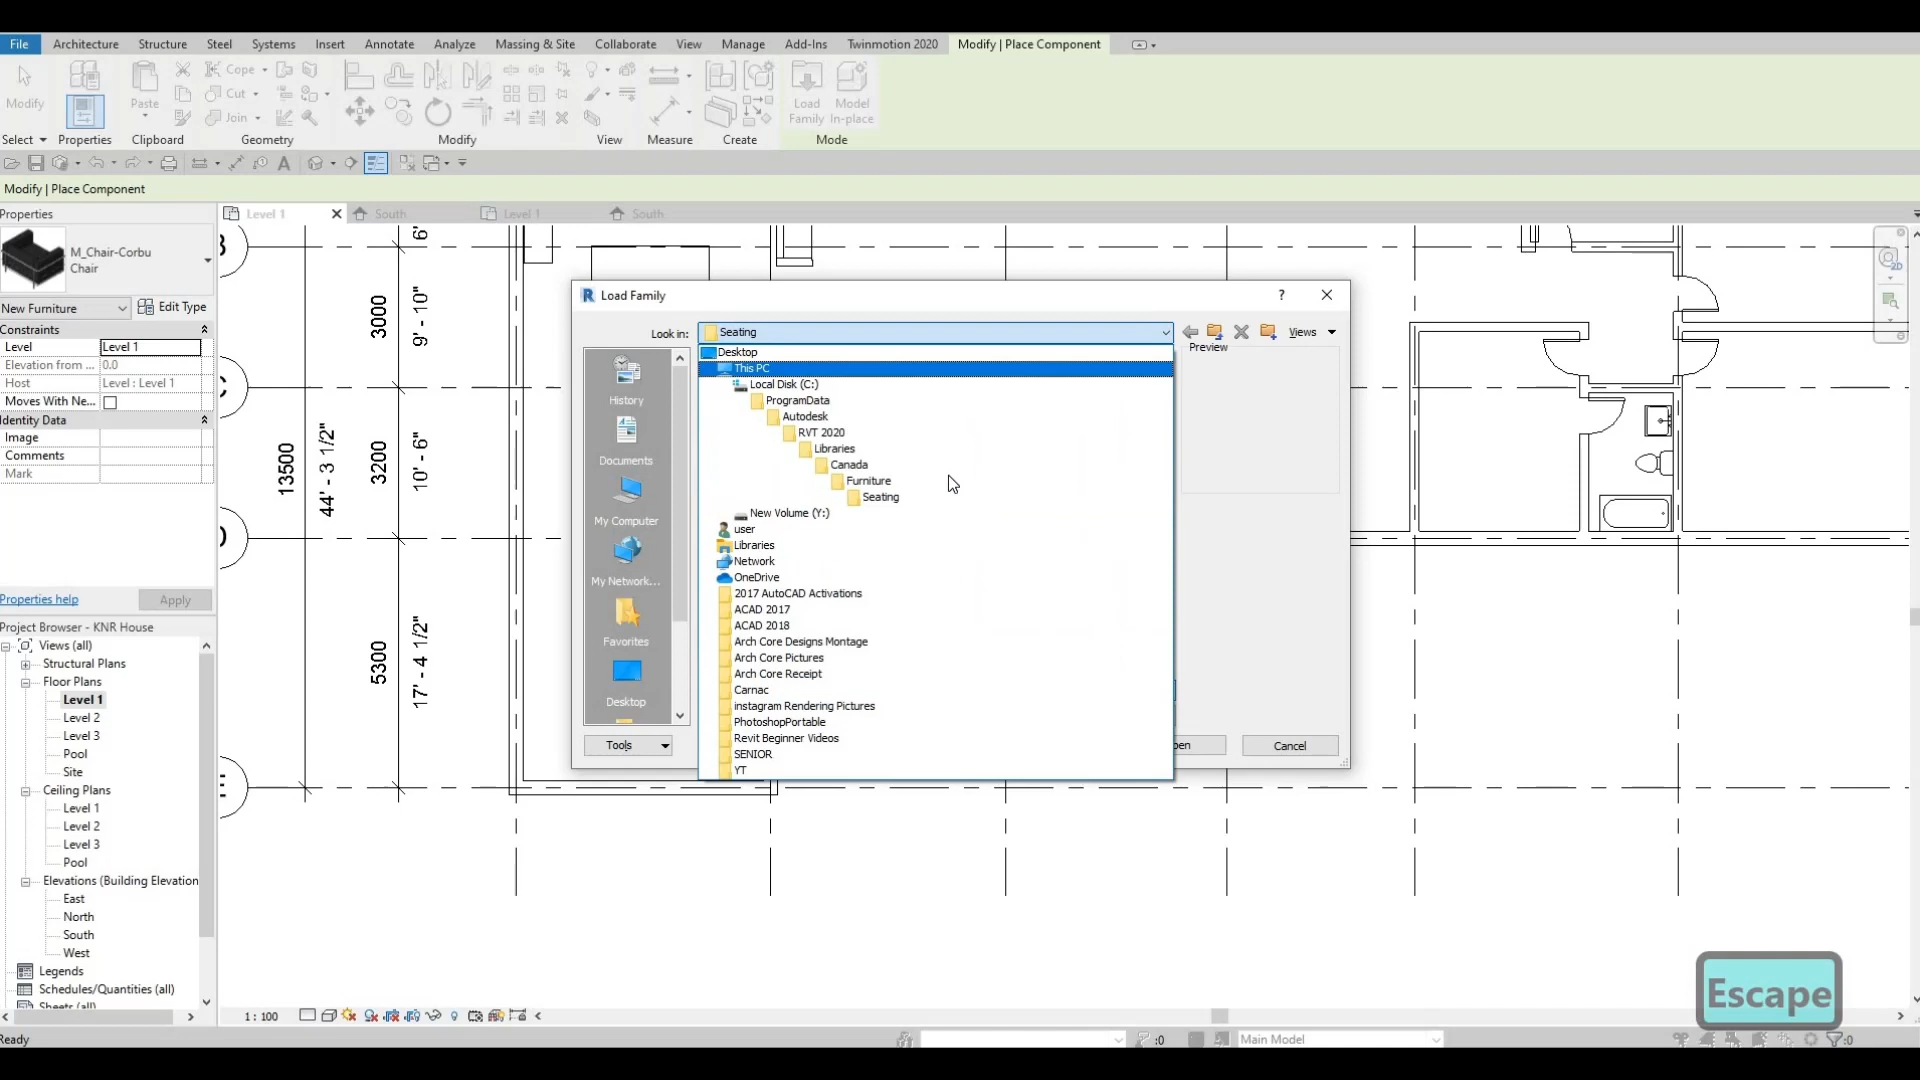 File Architecture Structure Steel Systems Insert Annotate Analyze Massing & Site Collaborate View Manage Add-Ins Twinmotion 2020 Modify | Place Component
Cope
Cut
Join
Modify
Paste
Load Family
Model In-place
Select Properties Clipboard Geometry Modify View Measure Create Mode
Modify | Place Component
Properties
Level 1 South Level 1 South
M_Chair-Corbu
Chair
New Furniture Edit Type
Constraints
Level Level 1
Elevation from ... 0.0
Host Level : Level 1
Moves With Ne...
Identity Data
Image
Comments
Mark
Properties help Apply
Project Browser - KNR House
Views (all)
Structural Plans
Floor Plans
Level 1
Level 2
Level 3
Pool
Site
Ceiling Plans
Level 1
Level 2
Level 3
Pool
Elevations (Building Elevation
East
North
South
West
Legends
Schedules/Quantities (all)
Sheets (all)
Ready
3000
9' - 10"
13500
44' - 3 1/2"
3200
10' - 6"
5300
17' - 4 1/2"
6'
2D
Load Family
?
Look in: Seating Views
Preview
History
Documents
My Computer
My Network...
Favorites
Desktop
Tools
Desktop
This PC
Local Disk (C:)
ProgramData
Autodesk
RVT 2020
Libraries
Canada
Furniture
Seating
New Volume (Y:)
user
Libraries
Network
OneDrive
2017 AutoCAD Activations
ACAD 2017
ACAD 2018
Arch Core Designs Montage
Arch Core Pictures
Arch Core Receipt
Carnac
instagram Rendering Pictures
PhotoshopPortable
Revit Beginner Videos
SENIOR
YT
pen
Cancel
Escape
1 : 100
:0
Main Model
:0